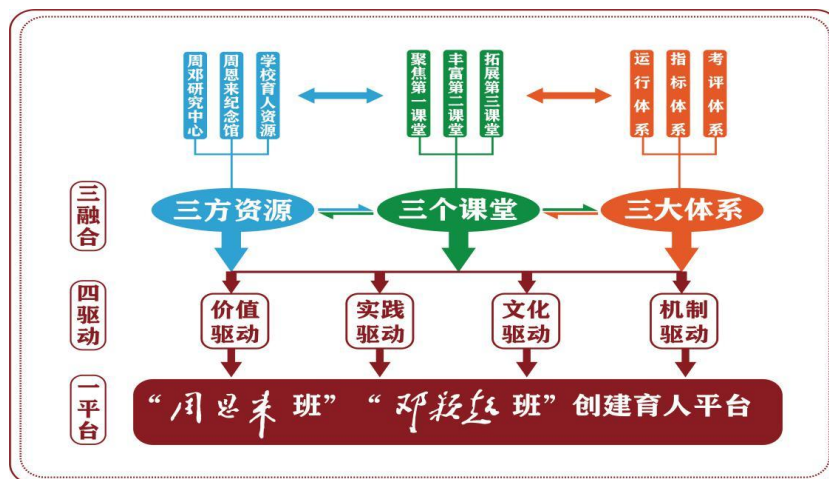 周邓研究中心
周恩来纪念馆
学校育人资源
聚焦第一课堂
丰富第二课堂
拓展第三课堂
运行体系
指标体系
考评体系
三融合
三方资源
三个课堂
三大体系
四驱动
价值
驱动
实践
驱动
文化
驱动
机制
驱动
一平台
“周恩来班”“邓颖超班”创建育人平台